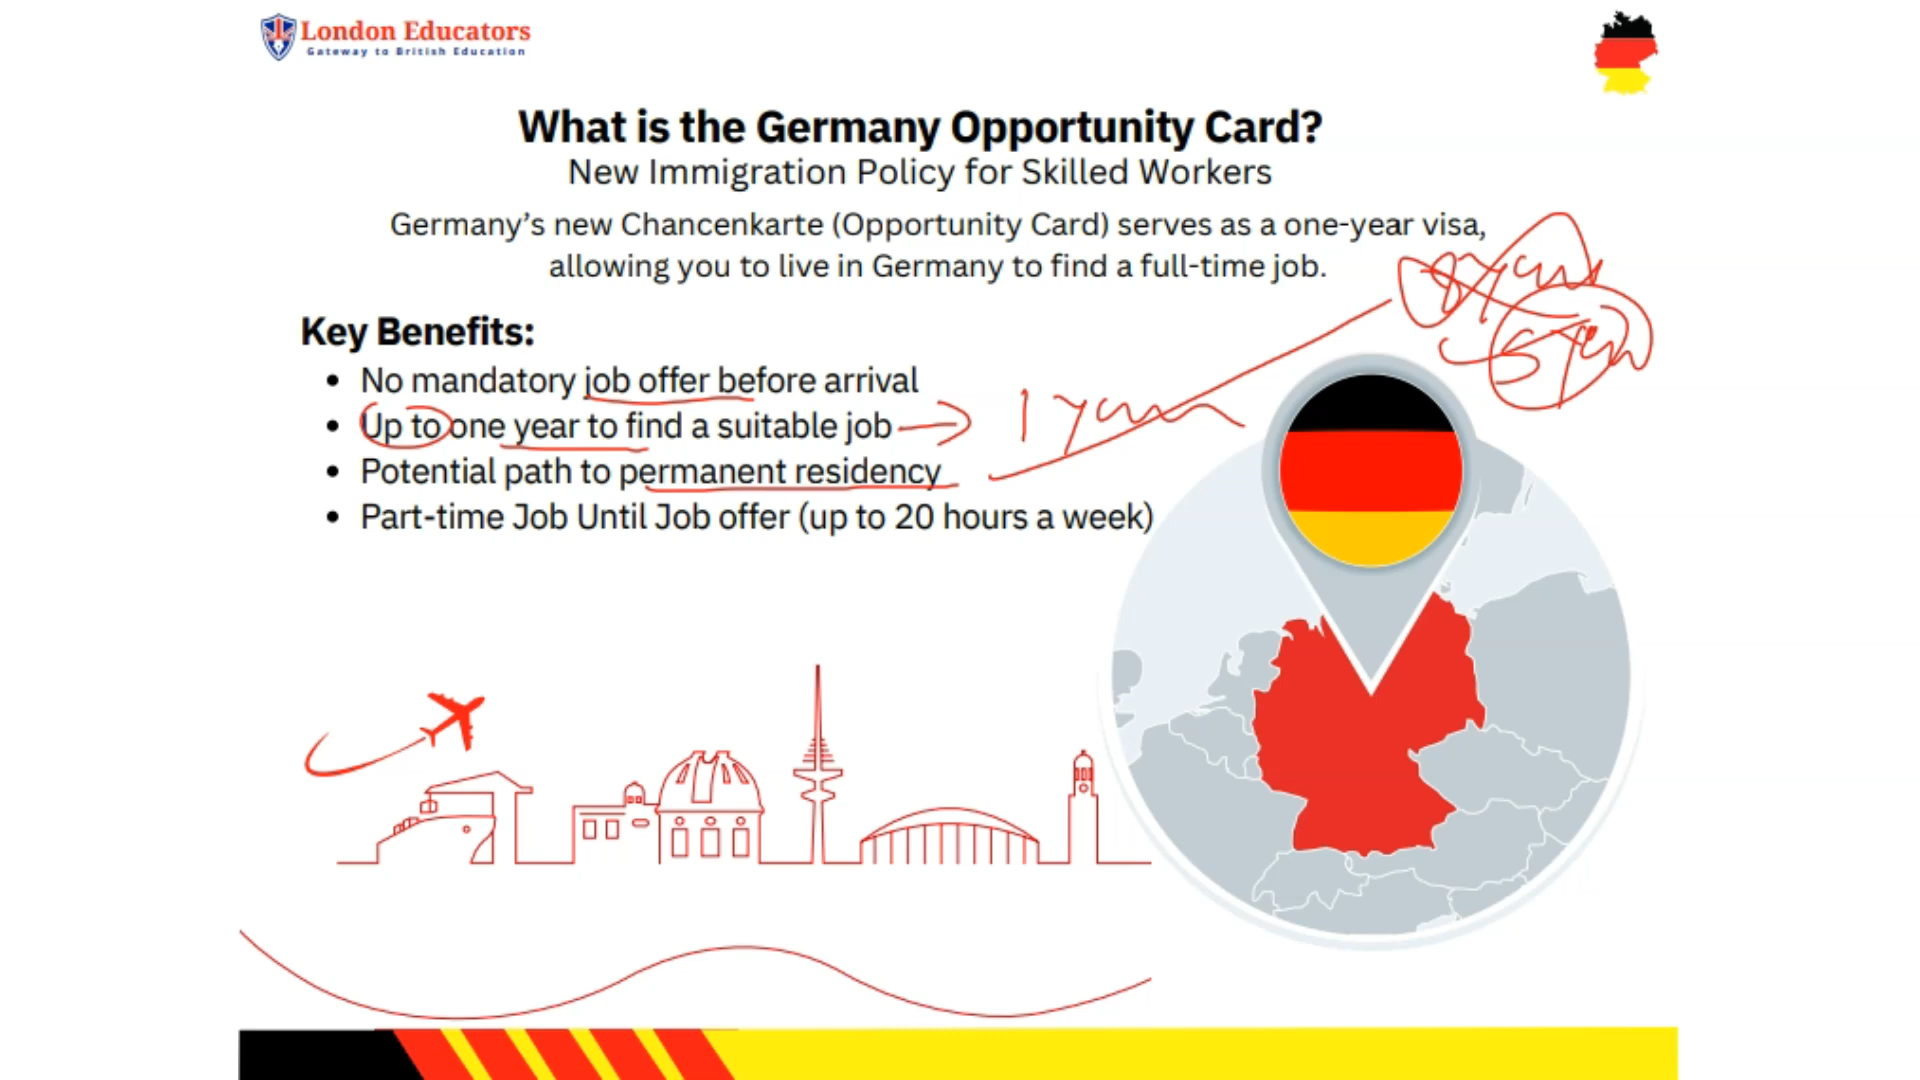 London Educators
Gateway to British Education
What is the Germany Opportunity Card?
New Immigration Policy for Skilled Workers
Germany’s new Chancenkarte (Opportunity Card) serves as a one-year visa,
allowing you to live in Germany to find a full-time job.
Key Benefits:
• No mandatory job offer before arrival
• Up to one year to find a suitable job
1 year
• Potential path to permanent residency
• Part-time Job Until Job offer (up to 20 hours a week)